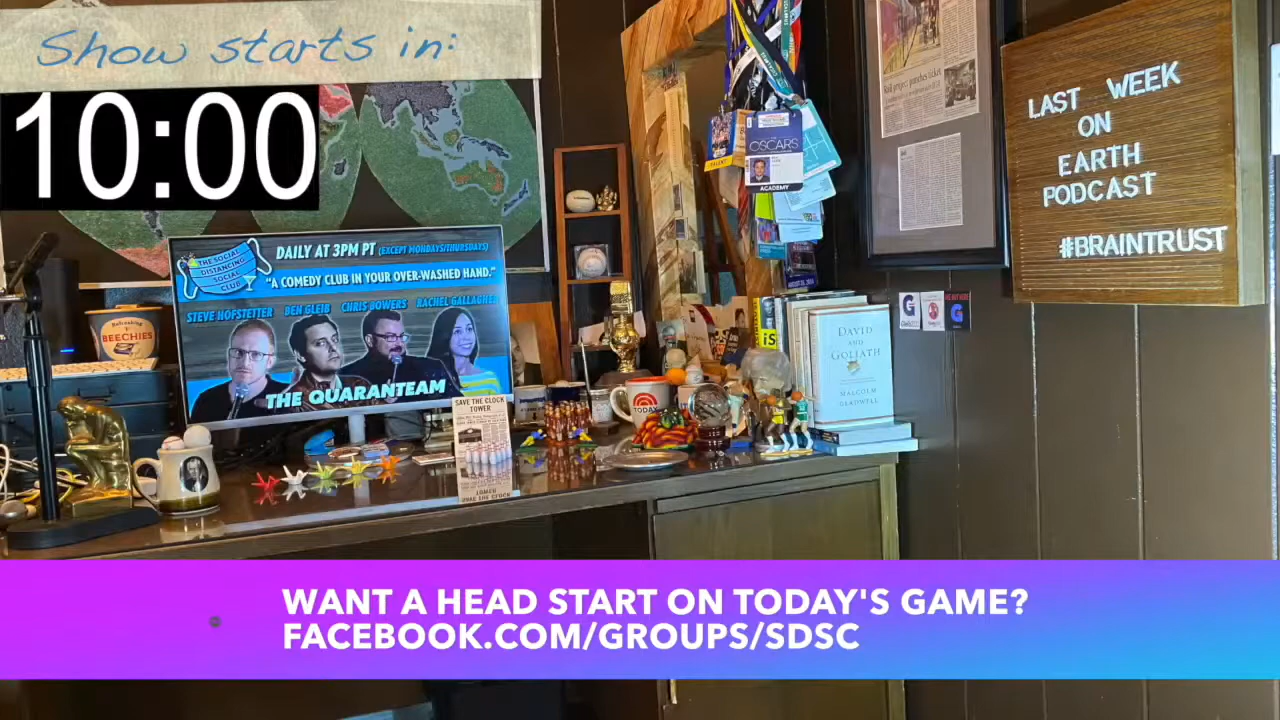 Show starts in:
10:00
LAST WEEK
ON
EARTH
PODCAST
#BRAINTRUST
OSCARS
ACADEMY
THE SOCIAL
DISTANCING
SOCIAL
CLUB
DAILY AT 3PM PT (EXCEPT MONDAYS/THURSDAYS)
"A COMEDY CLUB IN YOUR OVER-WASHED HAND."
STEVE HOFSTETTER BEN GLEIB CHRIS BOWERS RACHEL GALLAGHER
THE QUARANTEAM
BEECHIES
SAVE THE CLOCK
TOWER
TODAY
iS
DAVID
AND
GOLIATH
MALCOLM
GLADWELL
G
G
WANT A HEAD START ON TODAY'S GAME?
FACEBOOK.COM/GROUPS/SDSC